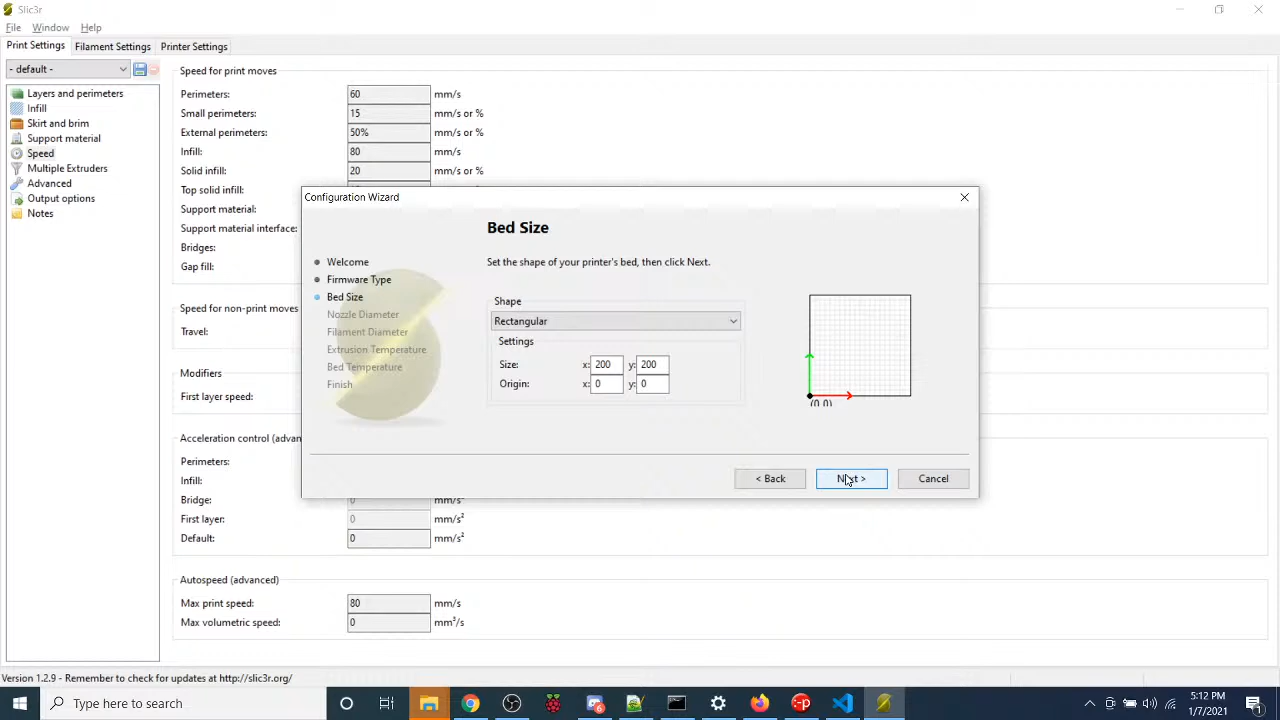 Slic3r
File Window Help
Print Settings Filament Settings Printer Settings
- default -
Layers and perimeters
Infill
Skirt and brim
Support material
Speed
Multiple Extruders
Advanced
Output options
Notes
Speed for print moves
Perimeters: 60 mm/s
Small perimeters: 15 mm/s or %
External perimeters: 50% mm/s or %
Infill: 80 mm/s
Solid infill: 20 mm/s or %
Top solid infill:
Support material:
Support material interface:
Bridges:
Gap fill:
Speed for non-print moves
Travel:
Modifiers
First layer speed:
Acceleration control (advan
Perimeters:
Infill:
Bridge: 0 mm/s²
First layer: 0 mm/s²
Default: 0 mm/s²
Autospeed (advanced)
Max print speed: 80 mm/s
Max volumetric speed: 0 mm³/s
Configuration Wizard
Welcome
Firmware Type
Bed Size
Nozzle Diameter
Filament Diameter
Extrusion Temperature
Bed Temperature
Finish
Bed Size
Set the shape of your printer's bed, then click Next.
Shape
Rectangular
Settings
Size: x: 200 y: 200
Origin: x: 0 y: 0
(0,0)
< Back Next > Cancel
Version 1.2.9 - Remember to check for updates at http://slic3r.org/
Type here to search
5:12 PM
1/7/2021